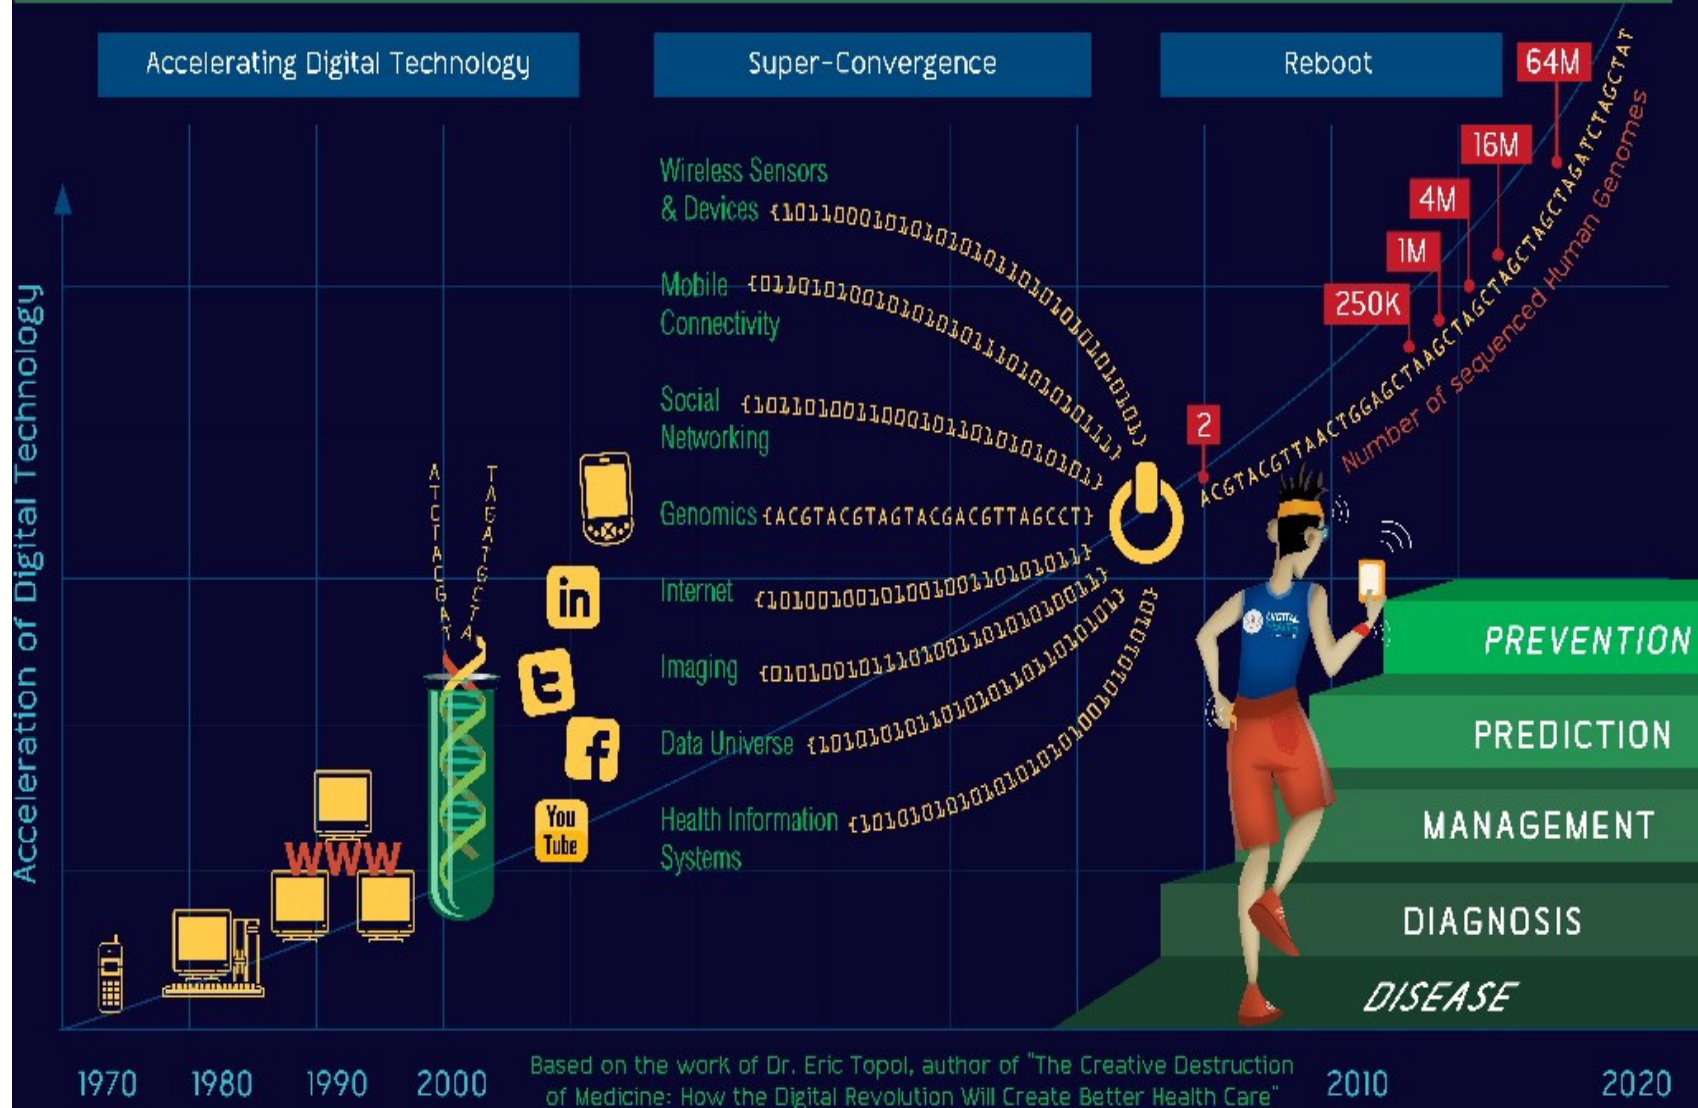 Accelerating Digital Technology
Super-Convergence
Reboot
Acceleration of Digital Technology
Wireless Sensors
& Devices {1011000101010101011010101010101010101}
Mobile {01101010010101010101110101010101111}
Connectivity
Social {101101001100010110101010101}
Networking
Genomics {ACGTACGTAGTACGACGTTAGCCT}
Internet
Imaging
Data Universe
Health Information
Systems
64M
16M
4M
1M
250K
2
Number of sequenced Human Genomes
in
t
f
You
Tube
WWW
PREVENTION
PREDICTION
MANAGEMENT
DIAGNOSIS
DISEASE
1970 1980 1990 2000 2010 2020
Based on the work of Dr. Eric Topol, author of "The Creative Destruction
of Medicine: How the Digital Revolution Will Create Better Health Care"